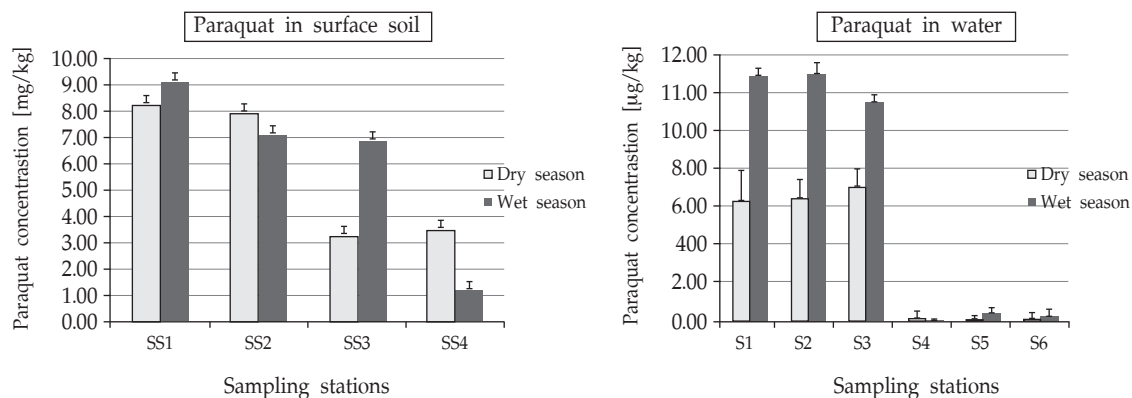 Paraquat in surface soil
Paraquat concentrastion [mg/kg]
10.00
9.00
8.00
7.00
6.00
5.00
4.00
3.00
2.00
1.00
0.00
SS1 SS2 SS3 SS4
Sampling stations
Dry season
Wet season
Paraquat in water
Paraquat concentrastion [µg/kg]
12.00
11.00
10.00
8.00
6.00
400
2.00
0.00
S1 S2 S3 S4 S5 S6
Sampling stations
Dry season
Wet season